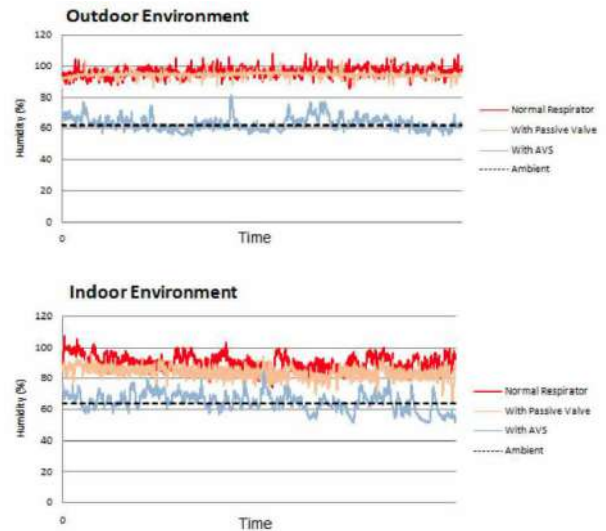 Outdoor Environment
120
100
80
60
40
20
0
Humidity (%)
0
Time
Normal Respirator
With Passive Valve
With AVS
Ambient
Indoor Environment
120
100
80
60
40
20
0
Humidity (%)
0
Time
Normal Respirator
With Passive Valve
With AVS
Ambient